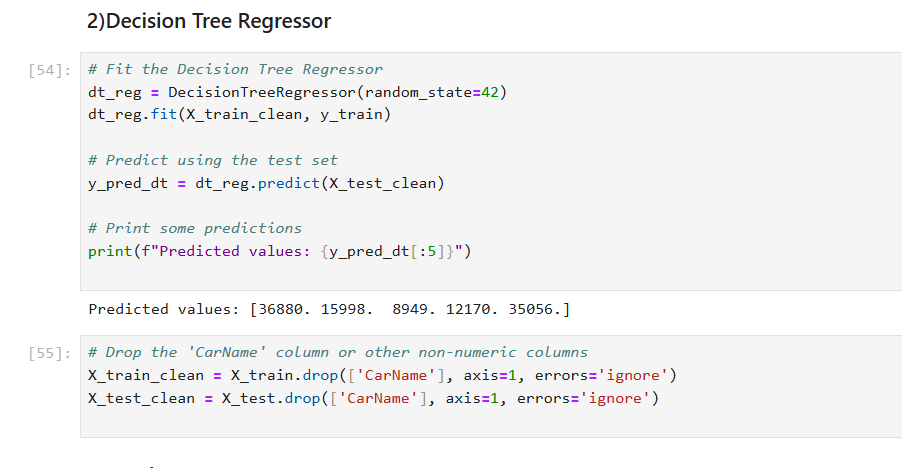 2)Decision Tree Regressor
[54]:
# Fit the Decision Tree Regressor
dt_reg = DecisionTreeRegressor(random_state=42)
dt_reg.fit(X_train_clean, y_train)
# Predict using the test set
y_pred_dt = dt_reg.predict(X_test_clean)
# Print some predictions
print(f"Predicted values: {y_pred_dt[:5]}")
Predicted values: [36880. 15998.  8949. 12170. 35056.]
[55]:
# Drop the 'CarName' column or other non-numeric columns
X_train_clean = X_train.drop(['CarName'], axis=1, errors='ignore')
X_test_clean = X_test.drop(['CarName'], axis=1, errors='ignore')